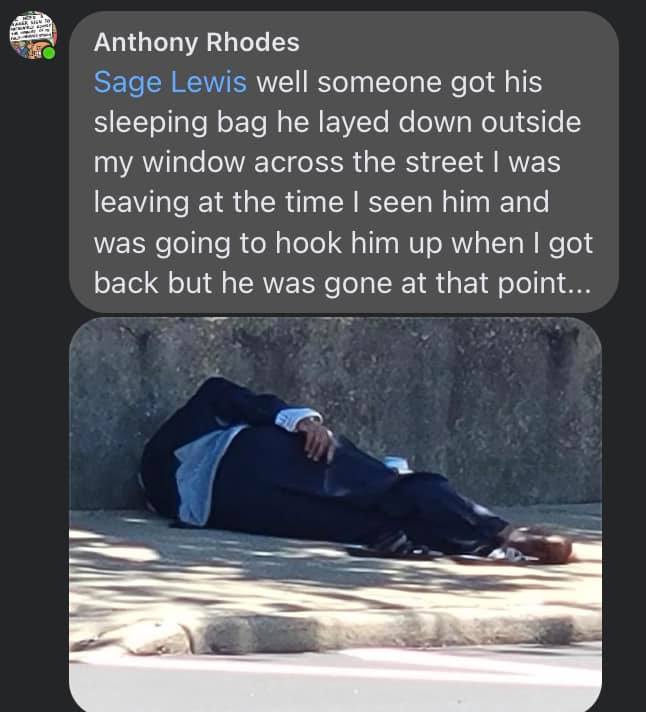 Anthony Rhodes
Sage Lewis well someone got his
sleeping bag he layed down outside
my window across the street I was
leaving at the time I seen him and
was going to hook him up when I got
back but he was gone at that point...